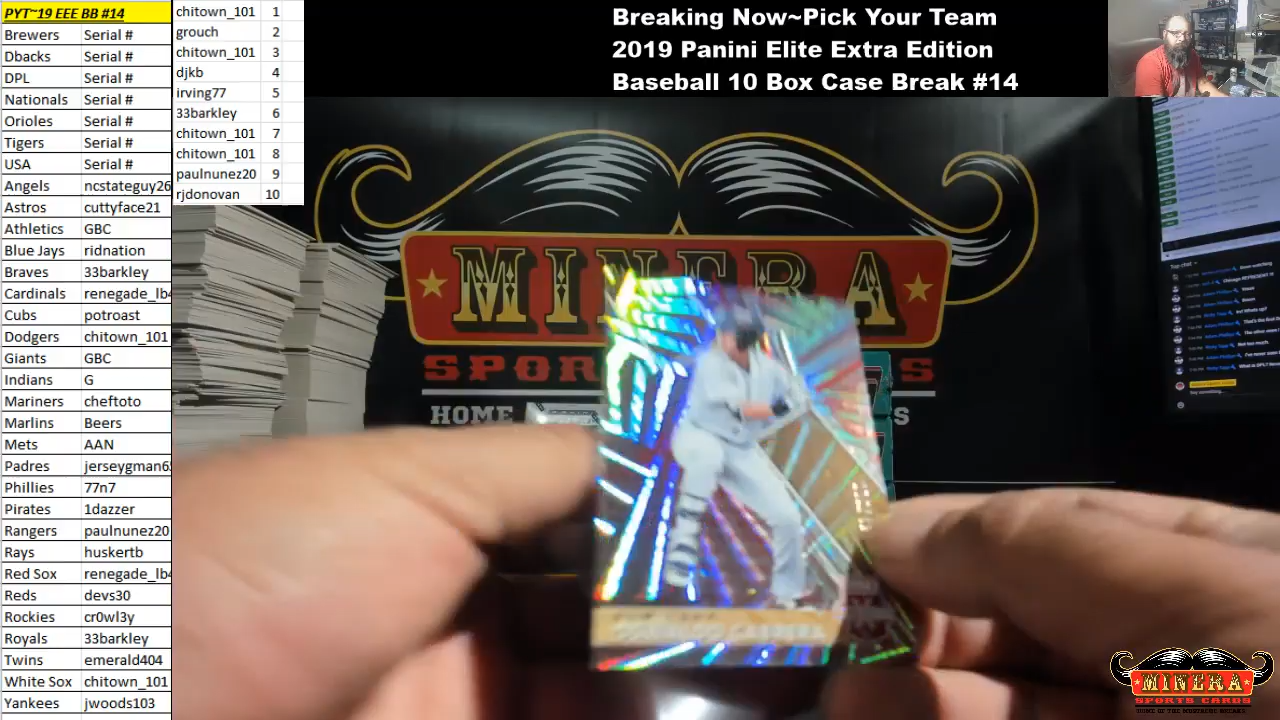 PYT~19 EEE BB #14
Brewers Serial #
Dbacks Serial #
DPL Serial #
Nationals Serial #
Orioles Serial #
Tigers Serial #
USA Serial #
Angels ncstateguy26
Astros cuttyface21
Athletics GBC
Blue Jays ridnation
Braves 33barkley
Cardinals renegade_lb4
Cubs potroast
Dodgers chitown_101
Giants GBC
Indians G
Mariners cheftoto
Marlins Beers
Mets AAN
Padres jerseygman6
Phillies 77n7
Pirates 1dazzer
Rangers paulnunez20
Rays huskertb
Red Sox renegade_lb4
Reds devs30
Rockies cr0wl3y
Royals 33barkley
Twins emerald404
White Sox chitown_101
Yankees jwoods103
chitown_101 1
grouch 2
chitown_101 3
djkb 4
irving77 5
33barkley 6
chitown_101 7
chitown_101 8
paulnunez20 9
rjdonovan 10
Breaking Now~Pick Your Team
2019 Panini Elite Extra Edition
Baseball 10 Box Case Break #14
MINERA
SPOR S
HOME S
MINERA
SPORTS CARDS